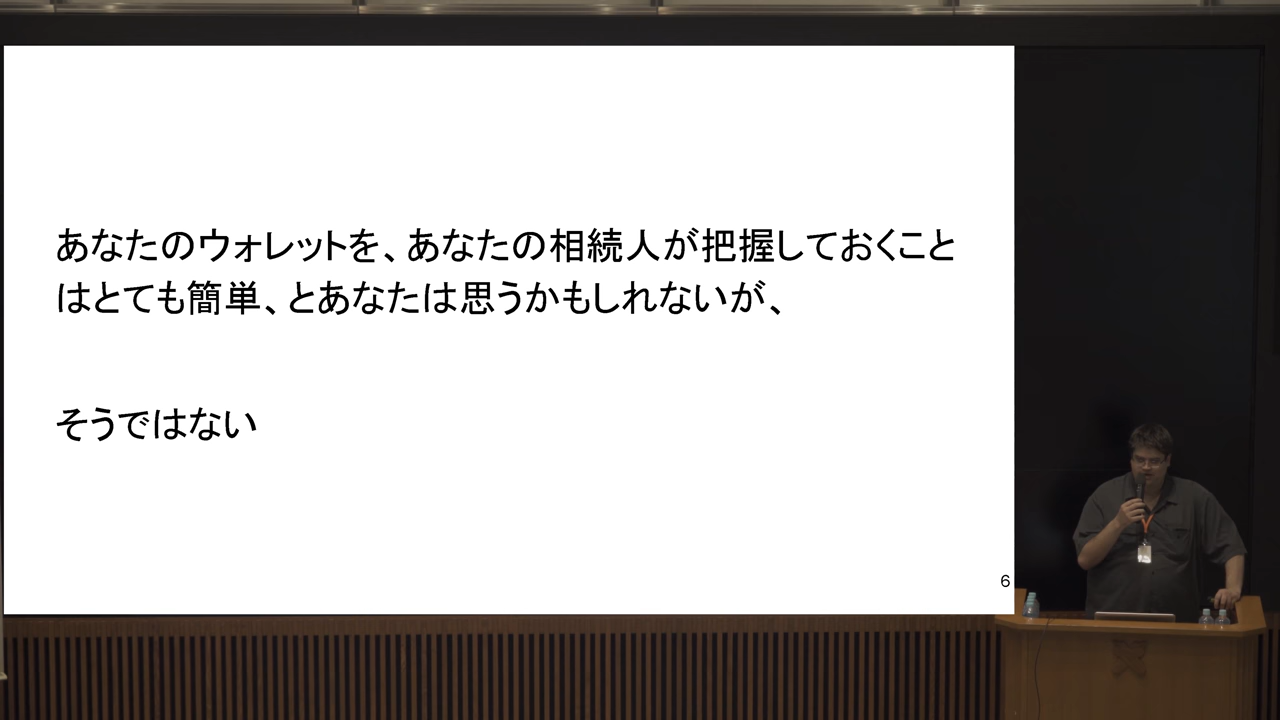 あなたのウォレットを、あなたの相続人が把握しておくこと
はとても簡単、とあなたは思うかもしれないが、
そうではない
6